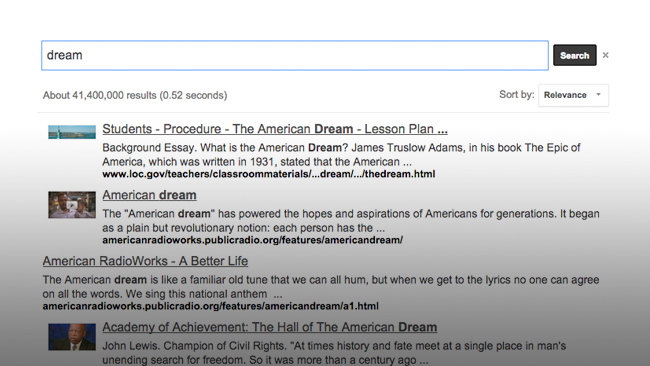 dream
Search ×
About 41,400,000 results (0.52 seconds)
Sort by: Relevance
Students - Procedure - The American Dream - Lesson Plan ...
Background Essay. What is the American Dream? James Truslow Adams, in his book The Epic of
America, which was written in 1931, stated that the American ...
www.loc.gov/teachers/classroommaterials/...dream/.../thedream.html
American dream
The "American dream" has powered the hopes and aspirations of Americans for generations. It began
as a plain but revolutionary notion: each person has the ...
americanradioworks.publicradio.org/features/americandream/
American RadioWorks - A Better Life
The American dream is like a familiar old tune that we can all hum, but when we get to the lyrics no one can agree
on all the words. We sing this national anthem ...
americanradioworks.publicradio.org/features/americandream/a1.html
Academy of Achievement: The Hall of The American Dream
John Lewis. Champion of Civil Rights. "At times history and fate meet at a single place in man's
unending search for freedom. So it was more than a century ago ...